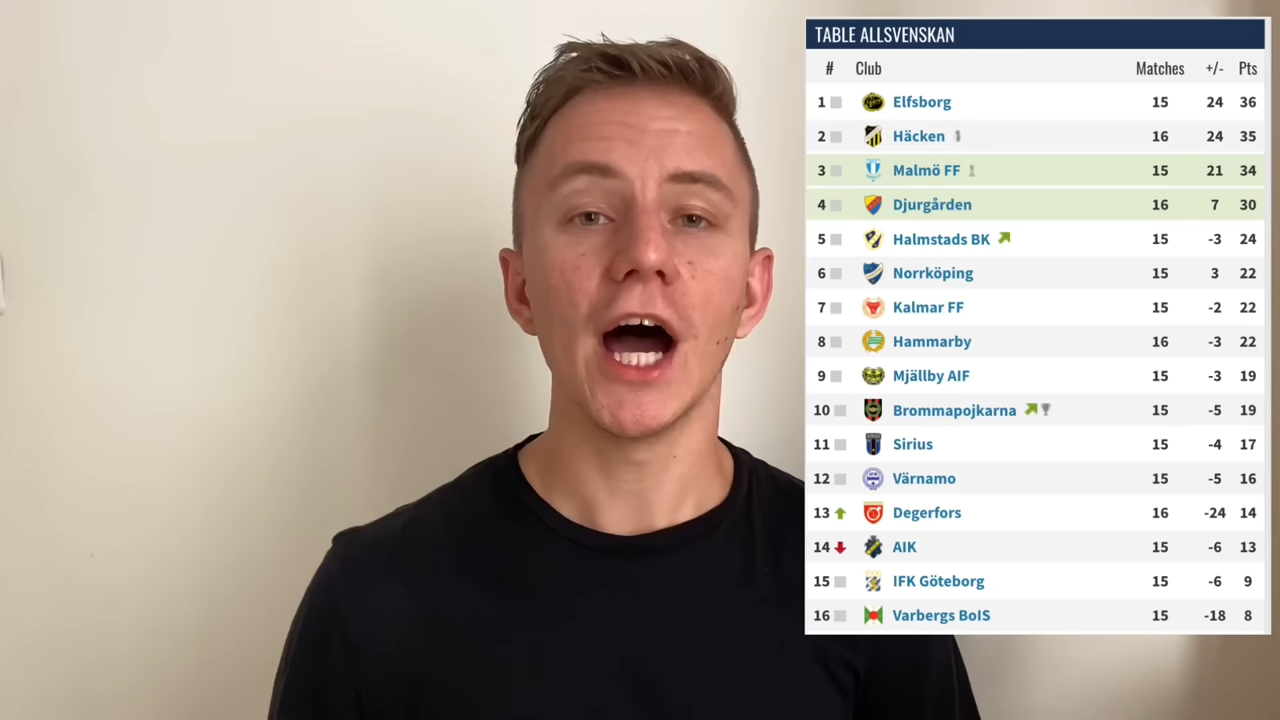 TABLE ALLSVENSKAN
# Club Matches +/- Pts
1 Elfsborg 15 24 36
2 Häcken 16 24 35
3 Malmö FF 15 21 34
4 Djurgården 16 7 30
5 Halmstads BK 15 -3 24
6 Norrköping 15 3 22
7 Kalmar FF 15 -2 22
8 Hammarby 16 -3 22
9 Mjällby AIF 15 -3 19
10 Brommapojkarna 15 -5 19
11 Sirius 15 -4 17
12 Värnamo 15 -5 16
13 Degerfors 16 -24 14
14 AIK 15 -6 13
15 IFK Göteborg 15 -6 9
16 Varbergs BoIS 15 -18 8